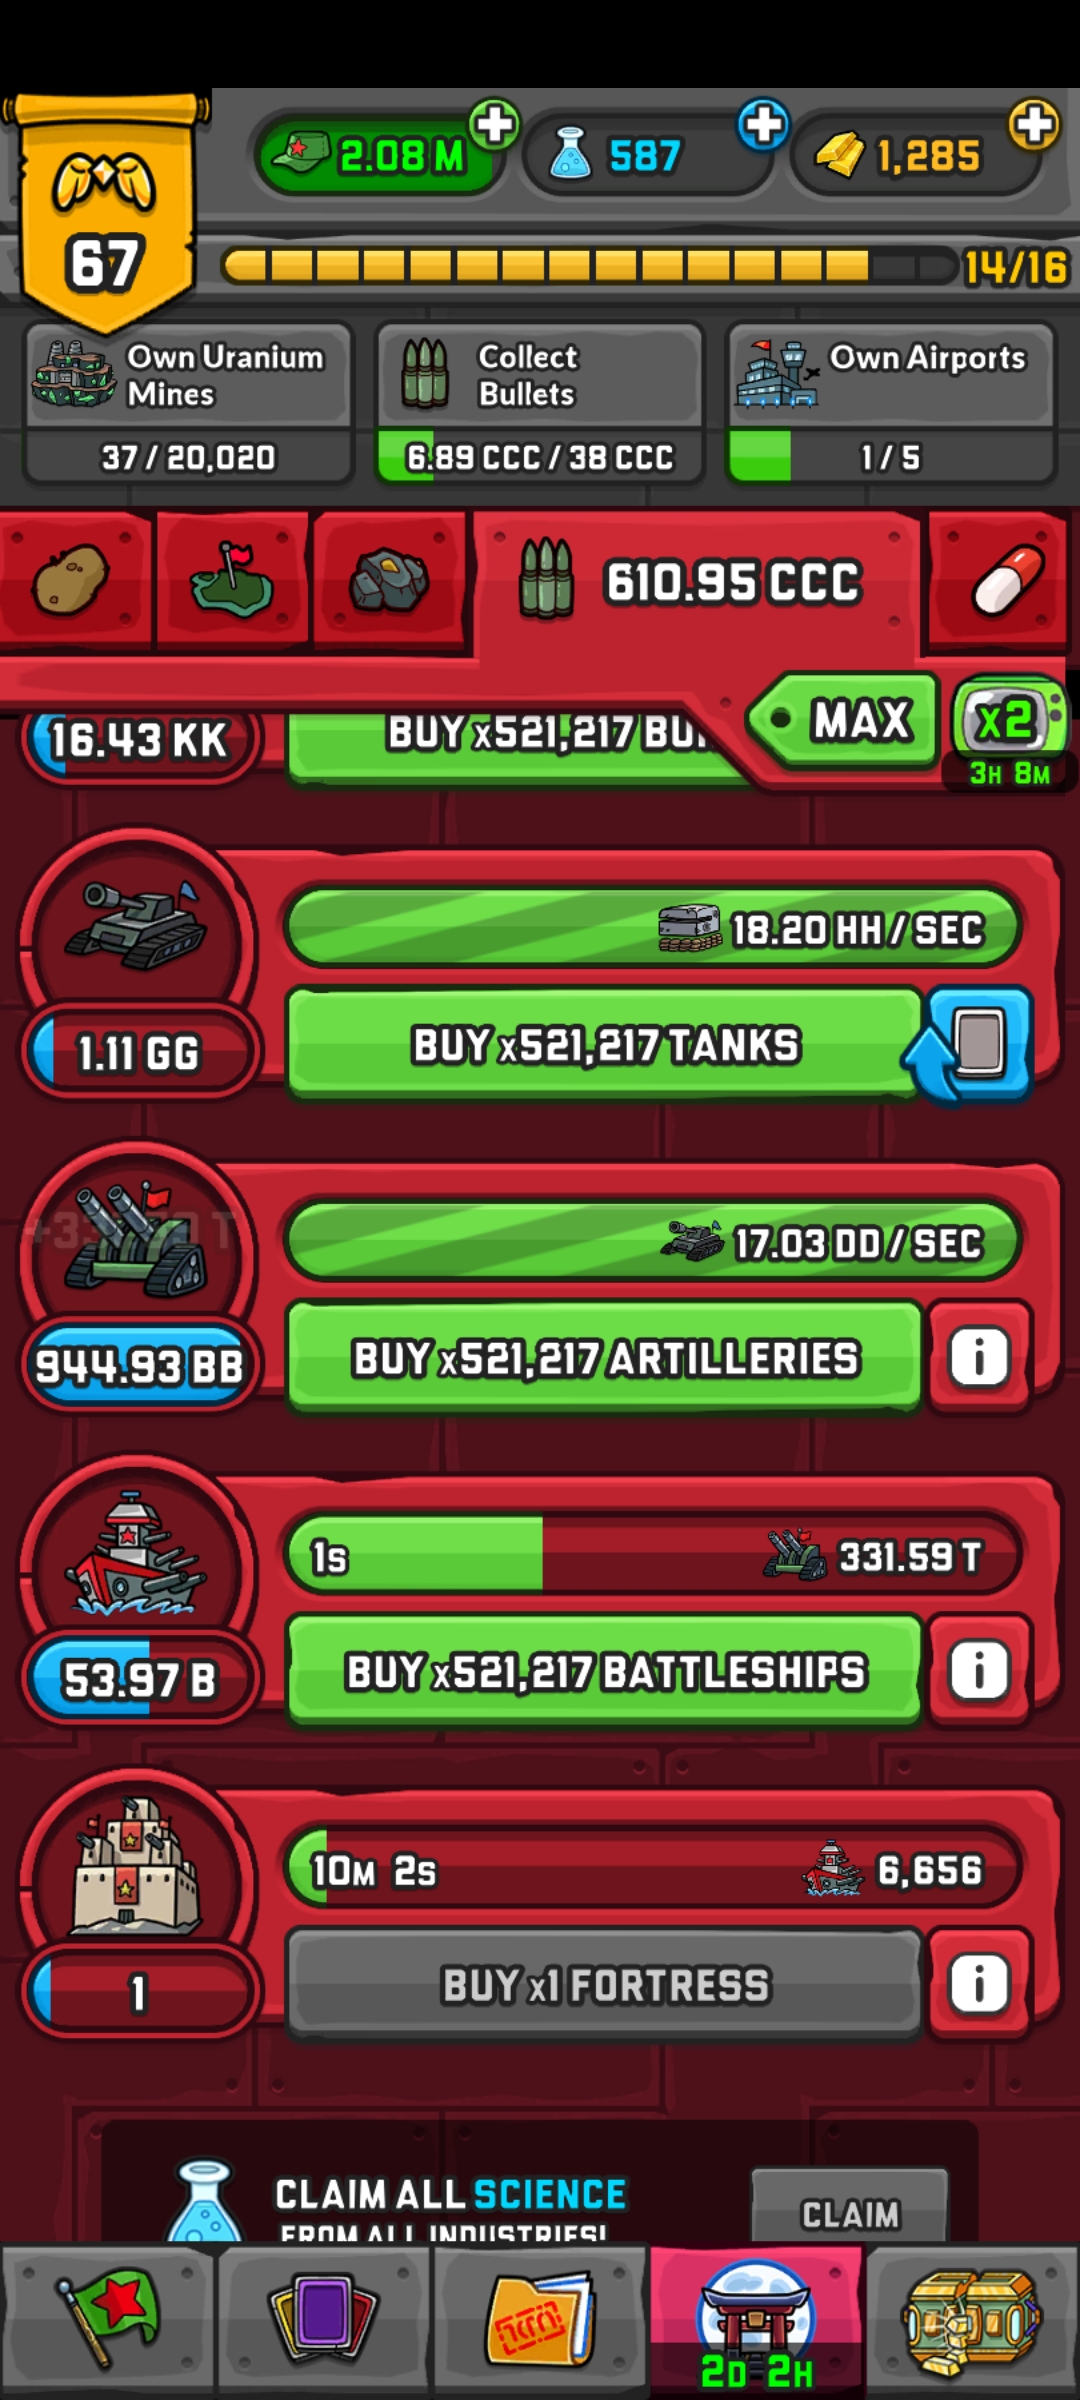 2.08 M
587
1,285
67
14/16
Own Uranium
Mines
37 / 20,020
Collect
Bullets
6.89 CCC / 38 CCC
Own Airports
1 / 5
610.95 CCC
MAX
x2
3H 8M
16.43 KK
BUY x521,217
18.20 HH / SEC
1.11 GG
BUY x521,217 TANKS
17.03 DD / SEC
944.93 BB
BUY x521,217 ARTILLERIES
i
1s
331.59 T
53.97 B
BUY x521,217 BATTLESHIPS
i
10M 2S
6,656
1
BUY x1 FORTRESS
i
CLAIM ALL SCIENCE
FROM ALL INDUSTRIES!
CLAIM
2D 2H